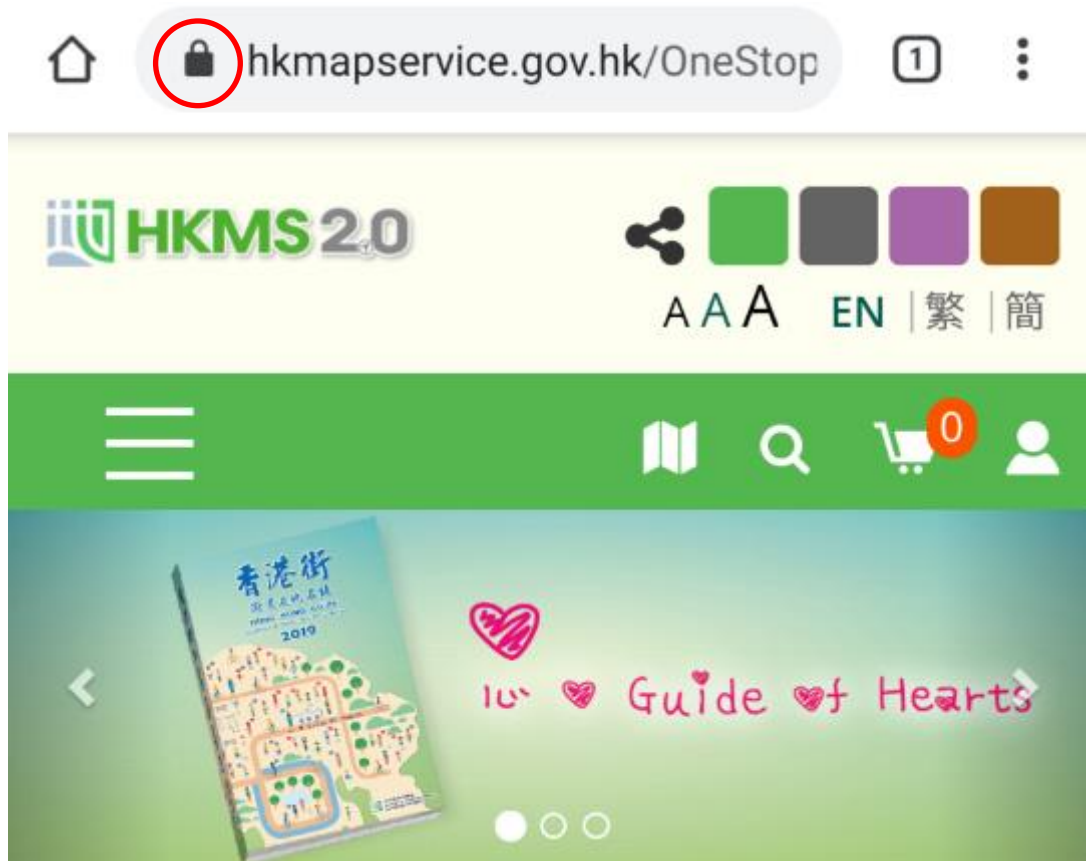 hkmapservice.gov.hk/OneStop
1
HKMS 2.0
A A A EN | 繁 | 簡
0
香港街
2019
心 Guide of Hearts